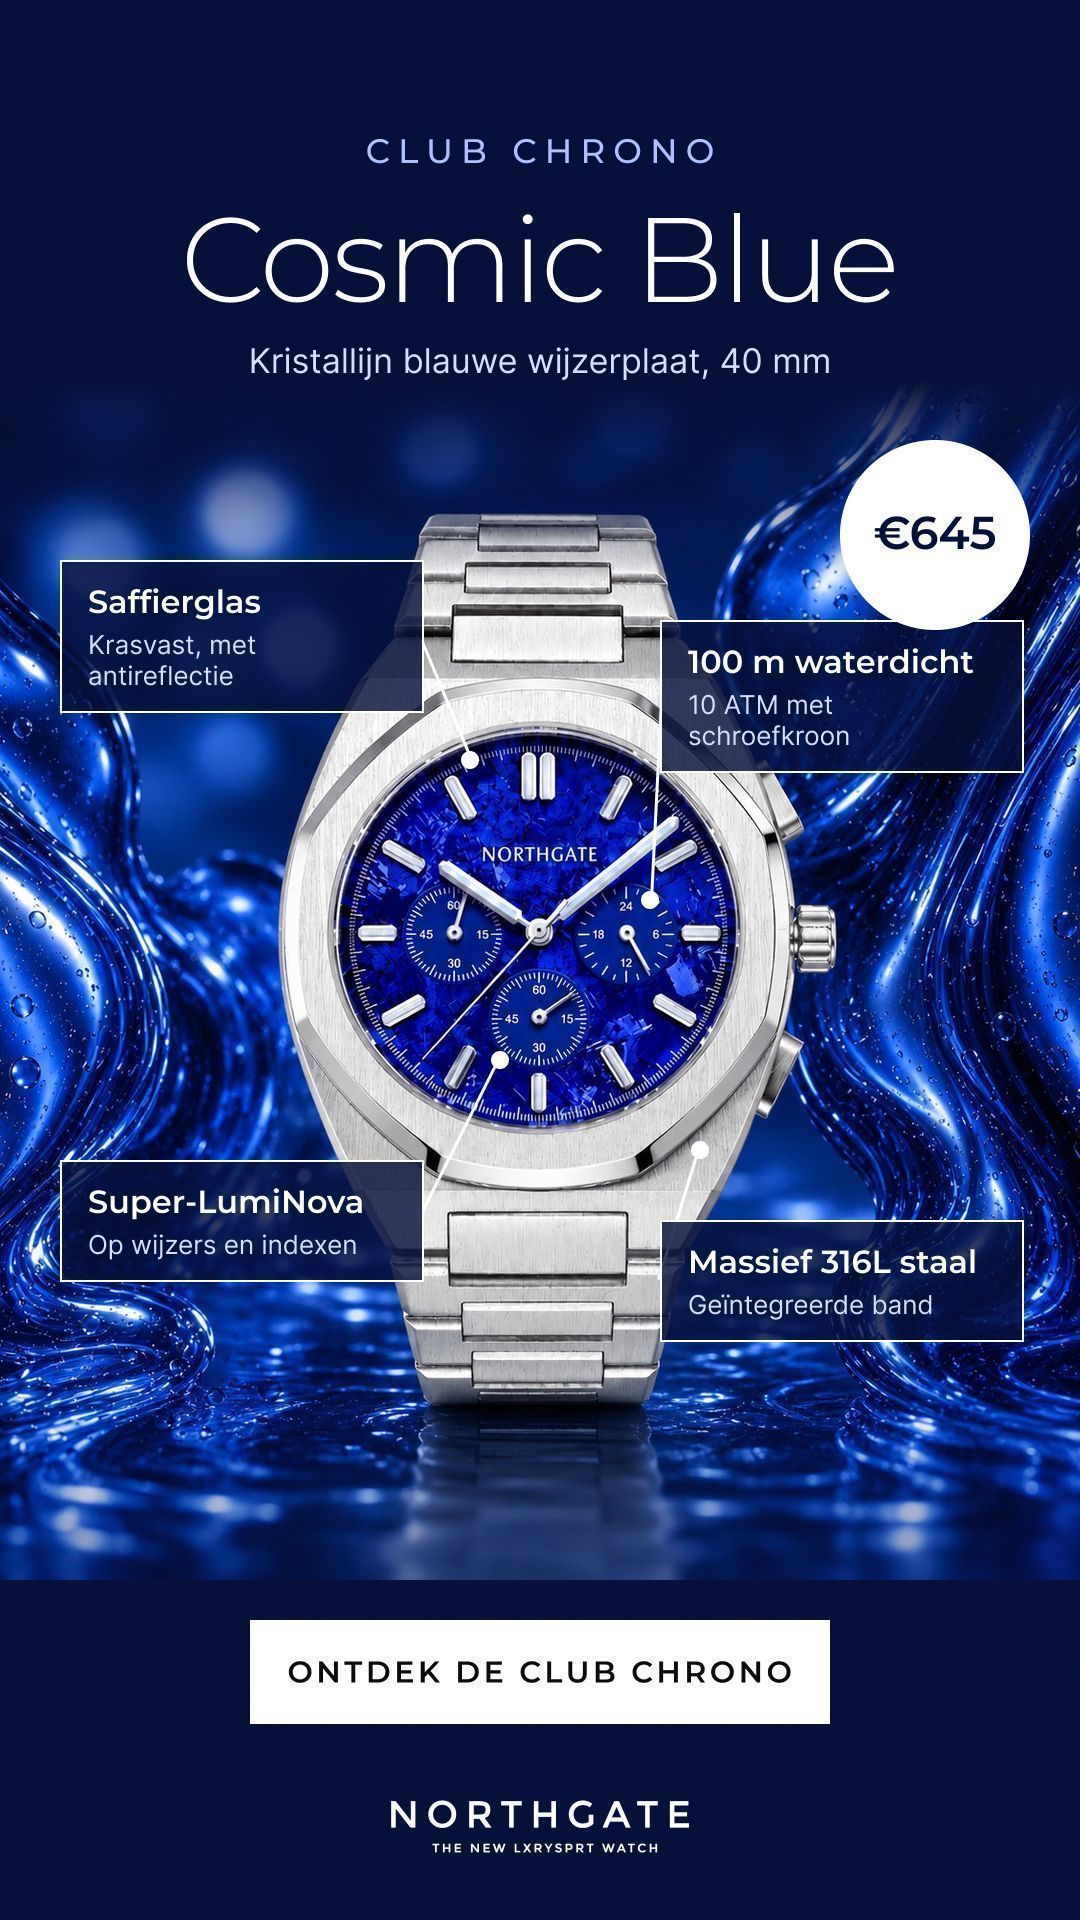 CLUB CHRONO
Cosmic Blue
Kristallijn blauwe wijzerplaat, 40 mm
€645
Saffierglas
Krasvast, met
antireflectie
100 m waterdicht
10 ATM met
schroefkroon
NORTHGATE
60
45 15
30
24
18 6
12
60
45 15
30
Super-LumiNova
Op wijzers en indexen
Massief 316L staal
Geïntegreerde band
ONTDEK DE CLUB CHRONO
NORTHGATE
THE NEW LXRYSPRT WATCH